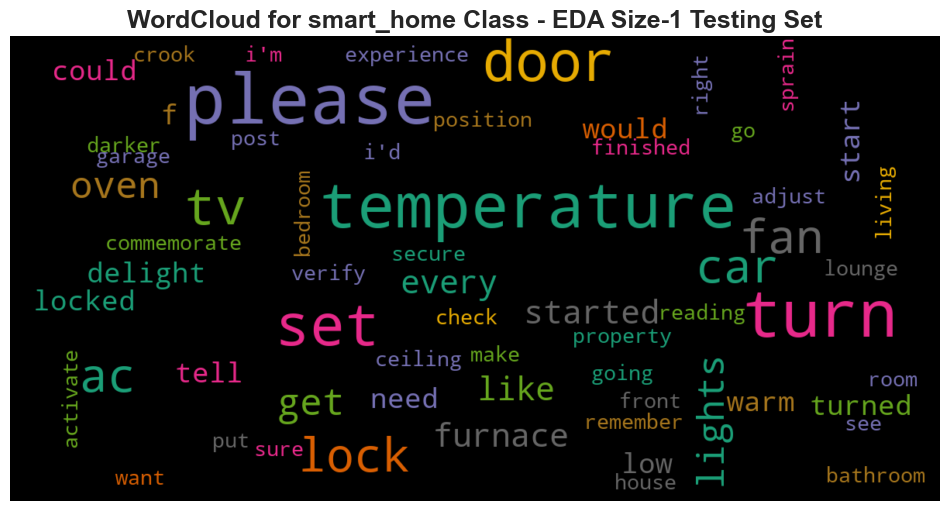 WordCloud for smart_home Class - EDA Size-1 Testing Set
crook i'm experience door sprain
could please right
f position start
post would go
darker finished
garage i'd
oven tv bedroom temperature adjust living
commemorate fan
delight verify secure car lounge
locked every
set check started reading turn
property
ceiling make
activate ac tell like going lights room
get need front warm turned
remember see
put furnace
sure lock low
want house bathroom